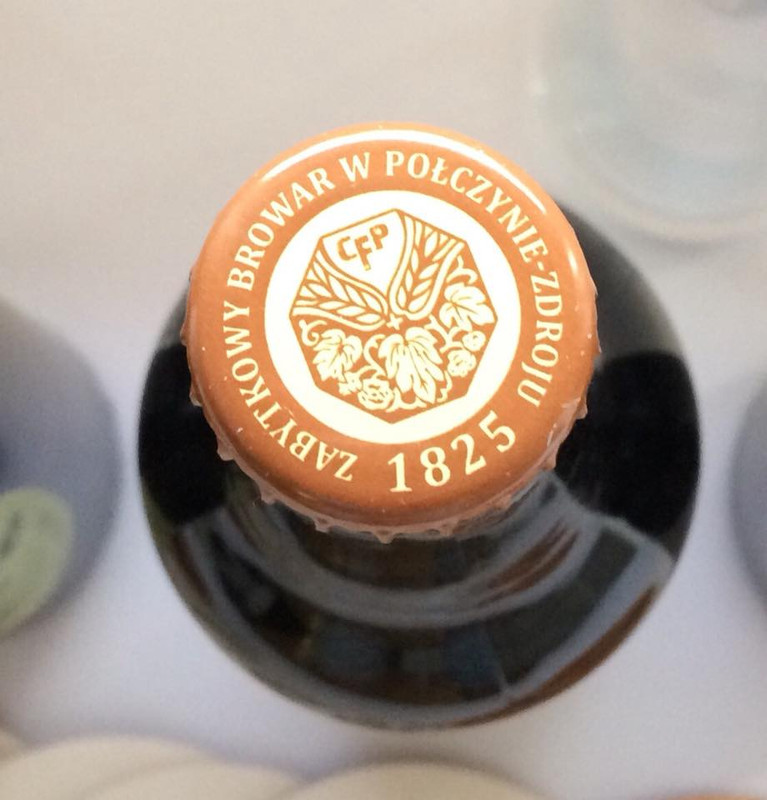 ZABYTKOWY BROWAR W POŁCZYNIE-ZDROJU
1825
CFP